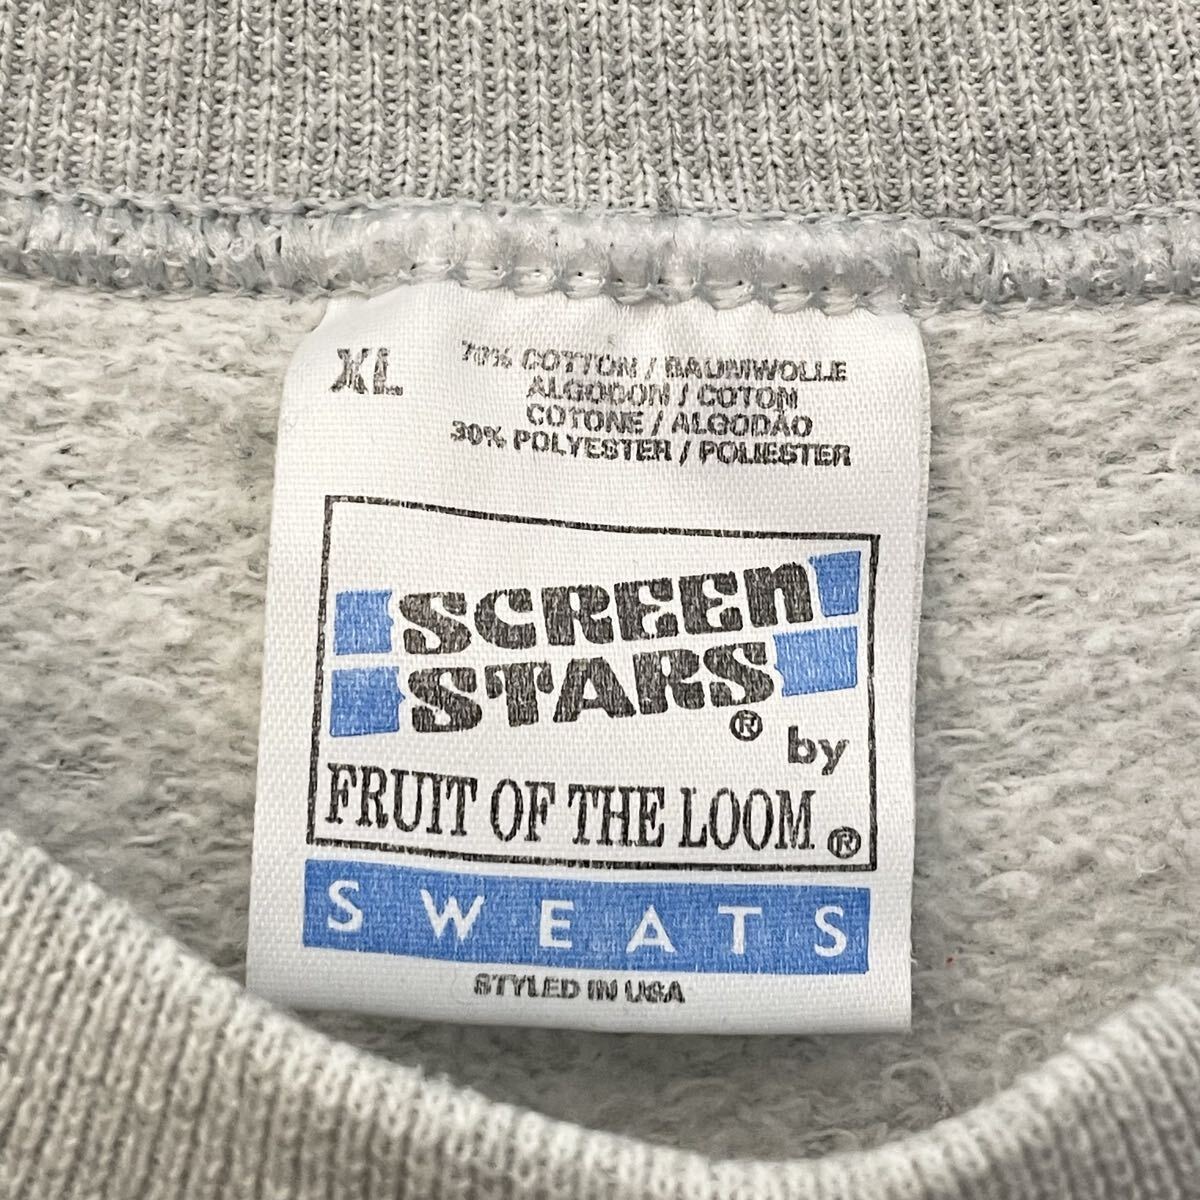 XL
70% COTTON / BAUMWOLLE
ALGODON / COTON
COTONE / ALGODÃO
30% POLYESTER / POLIESTER
SCREEN
STARS®
by
FRUIT OF THE LOOM®
SWEATS
STYLED IN USA